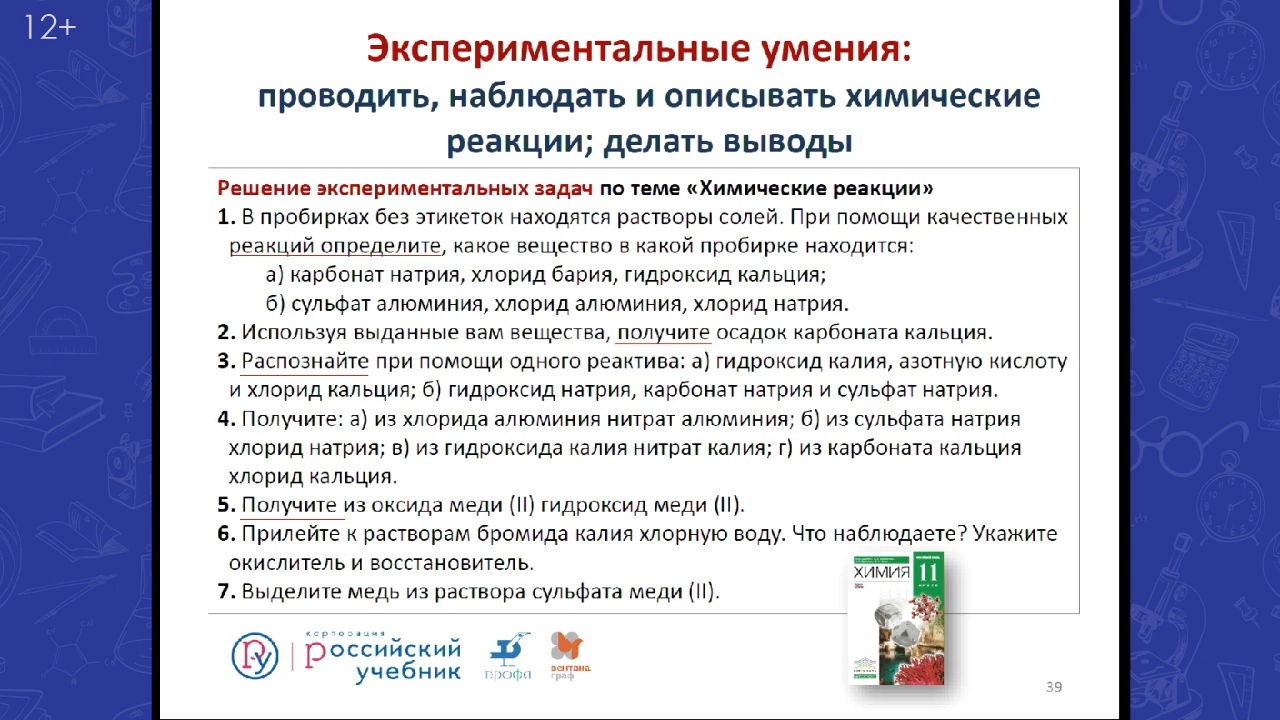 12+
Экспериментальные умения:
проводить, наблюдать и описывать химические
реакции; делать выводы
Решение экспериментальных задач по теме «Химические реакции»
1. В пробирках без этикеток находятся растворы солей. При помощи качественных
реакций определите, какое вещество в какой пробирке находится:
а) карбонат натрия, хлорид бария, гидроксид кальция;
б) сульфат алюминия, хлорид алюминия, хлорид натрия.
2. Используя выданные вам вещества, получите осадок карбоната кальция.
3. Распознайте при помощи одного реактива: а) гидроксид калия, азотную кислоту
и хлорид кальция; б) гидроксид натрия, карбонат натрия и сульфат натрия.
4. Получите: а) из хлорида алюминия нитрат алюминия; б) из сульфата натрия
хлорид натрия; в) из гидроксида калия нитрат калия; г) из карбоната кальция
хлорид кальция.
5. Получите из оксида меди (II) гидроксид меди (II).
6. Прилейте к растворам бромида калия хлорную воду. Что наблюдаете? Укажите
окислитель и восстановитель.
7. Выделите медь из раствора сульфата меди (II).
ХИМИЯ 11
корпорация
российский
учебник
дрофа
вентана
граф
39